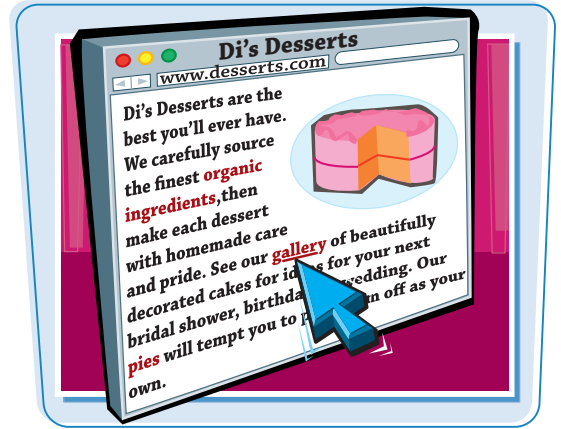 Di's Desserts
www.desserts.com
Di's Desserts are the
best you'll ever have.
We carefully source
the finest organic
ingredients,then
make each dessert
with homemade care
and pride. See our gallery of beautifully
decorated cakes for for your next
bridal shower, wedding. Our
pies will tempt you to off as your
own.